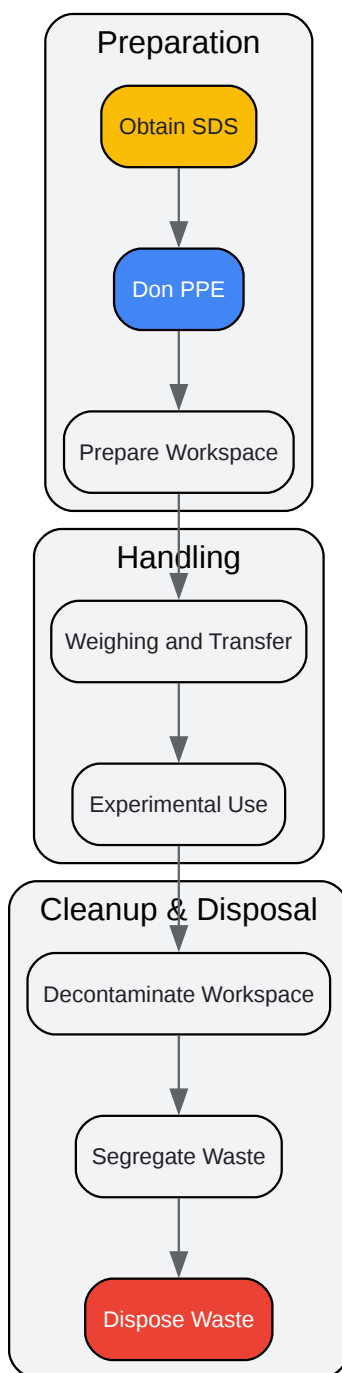 Preparation
Obtain SDS
Don PPE
Prepare Workspace
Handling
Weighing and Transfer
Experimental Use
Cleanup & Disposal
Decontaminate Workspace
Segregate Waste
Dispose Waste